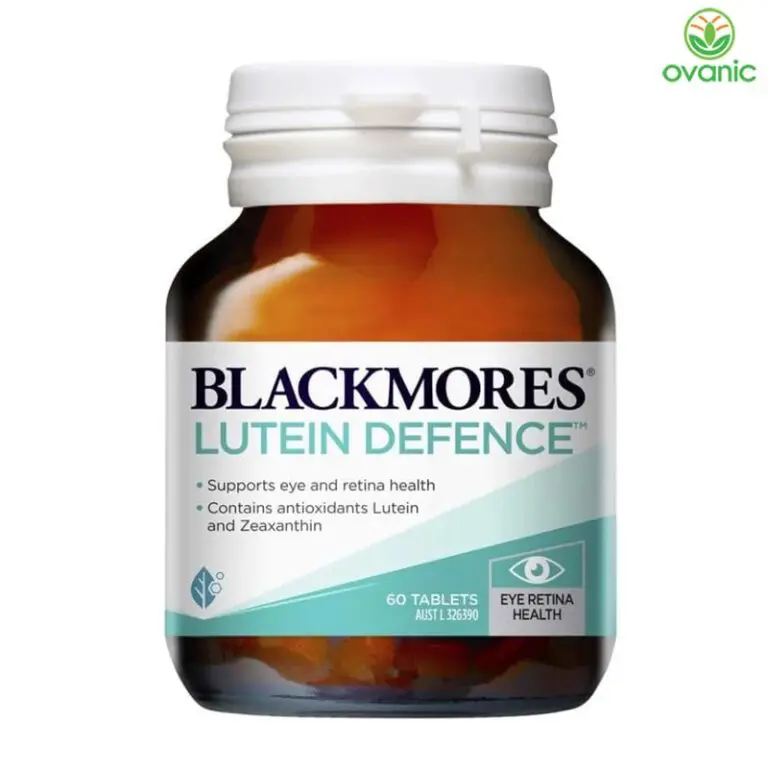 ovanic
BLACKMORES®
LUTEIN DEFENCE™
• Supports eye and retina health
• Contains antioxidants Lutein
and Zeaxanthin
60 TABLETS
AUST L 326390
EYE RETINA
HEALTH